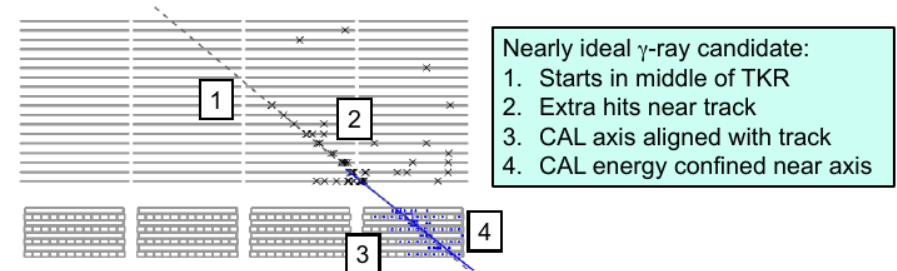 1
2
3
4
Nearly ideal γ-ray candidate:
1. Starts in middle of TKR
2. Extra hits near track
3. CAL axis aligned with track
4. CAL energy confined near axis